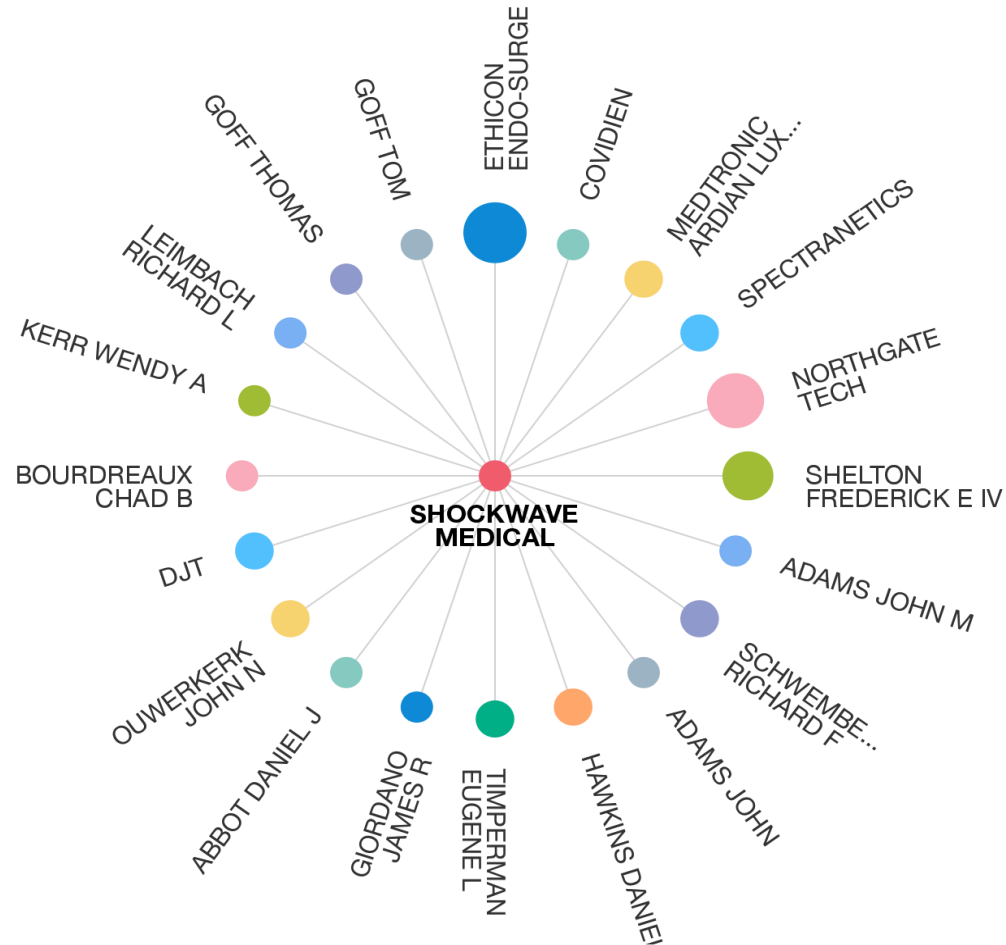 ETHICON
ENDO-SURGE
COVIDIEN
MEDTRONIC
ARDIAN LUX...
SPECTRANETICS
NORTHGATE
TECH
SHELTON
FREDERICK E IV
ADAMS JOHN M
SCHWEMBE...
RICHARD F
ADAMS JOHN
HAWKINS DANIEL
TIMPERMAN
EUGENE L
GIORDANO
JAMES R
ABBOT DANIEL J
OUWERKERK
JOHN N
DJT
BOURDREAUX
CHAD B
KERR WENDY A
LEIMBACH
RICHARD L
GOFF THOMAS
GOFF TOM
SHOCKWAVE
MEDICAL